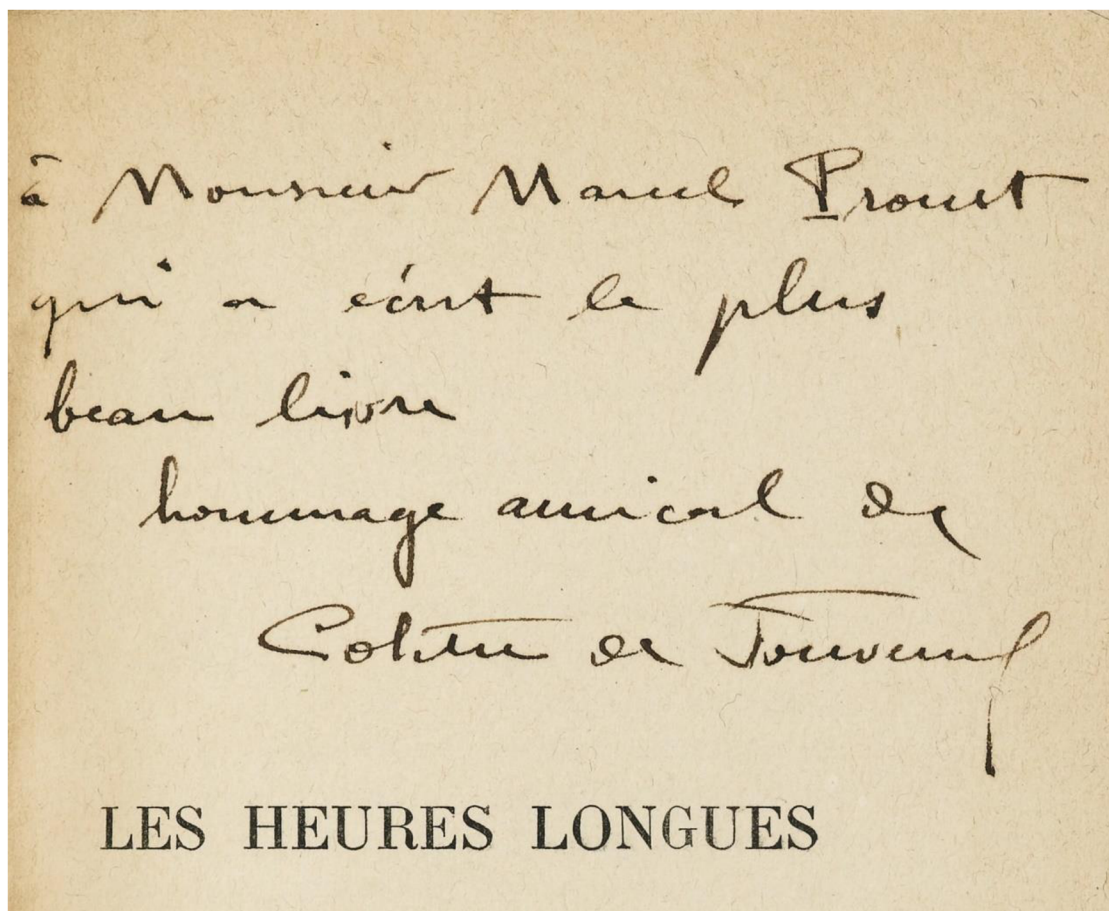 à Monsieur Marcel Proust
qui a écrit le plus
beau livre
hommage amical de
Colette de Jouvenel
LES HEURES LONGUES